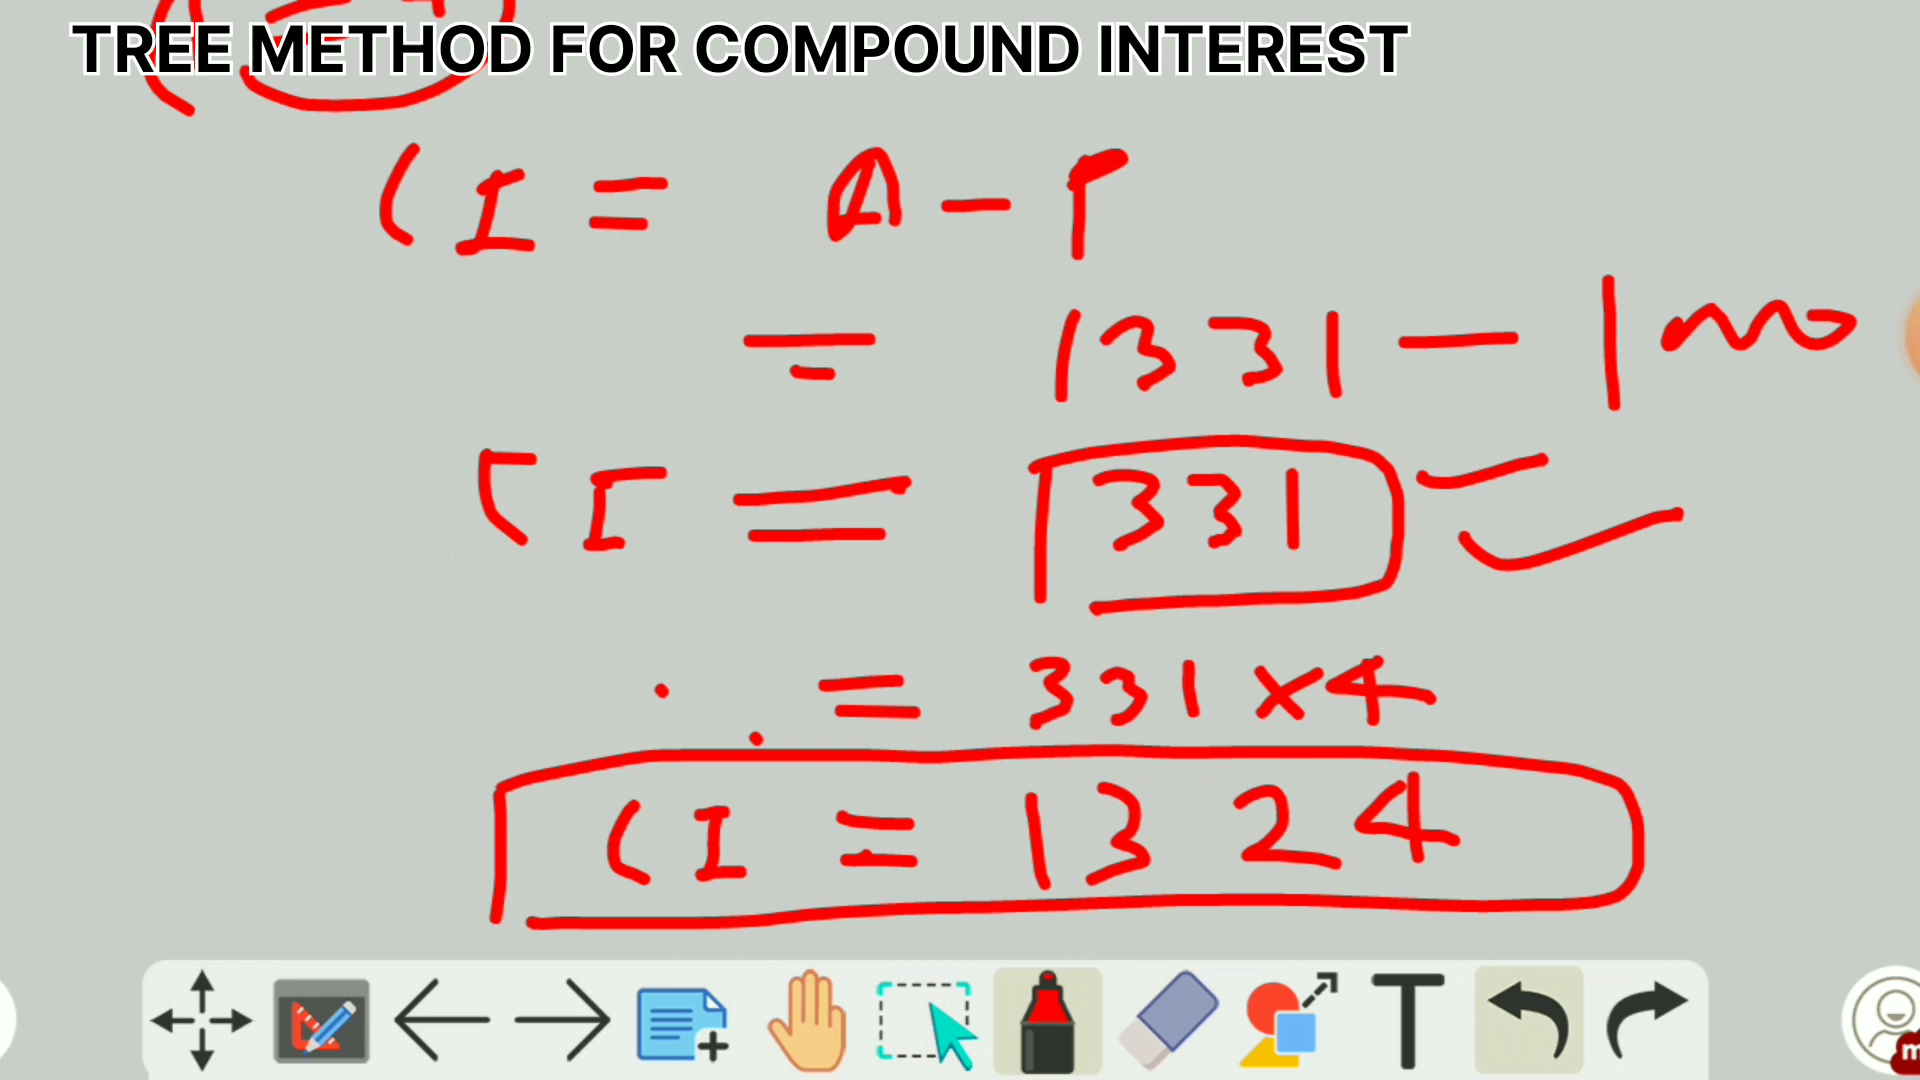 TREE METHOD FOR COMPOUND INTEREST
CI = A - P
= 1331 - 1000
CI = 331
= 331 × 4
CI = 1324
T